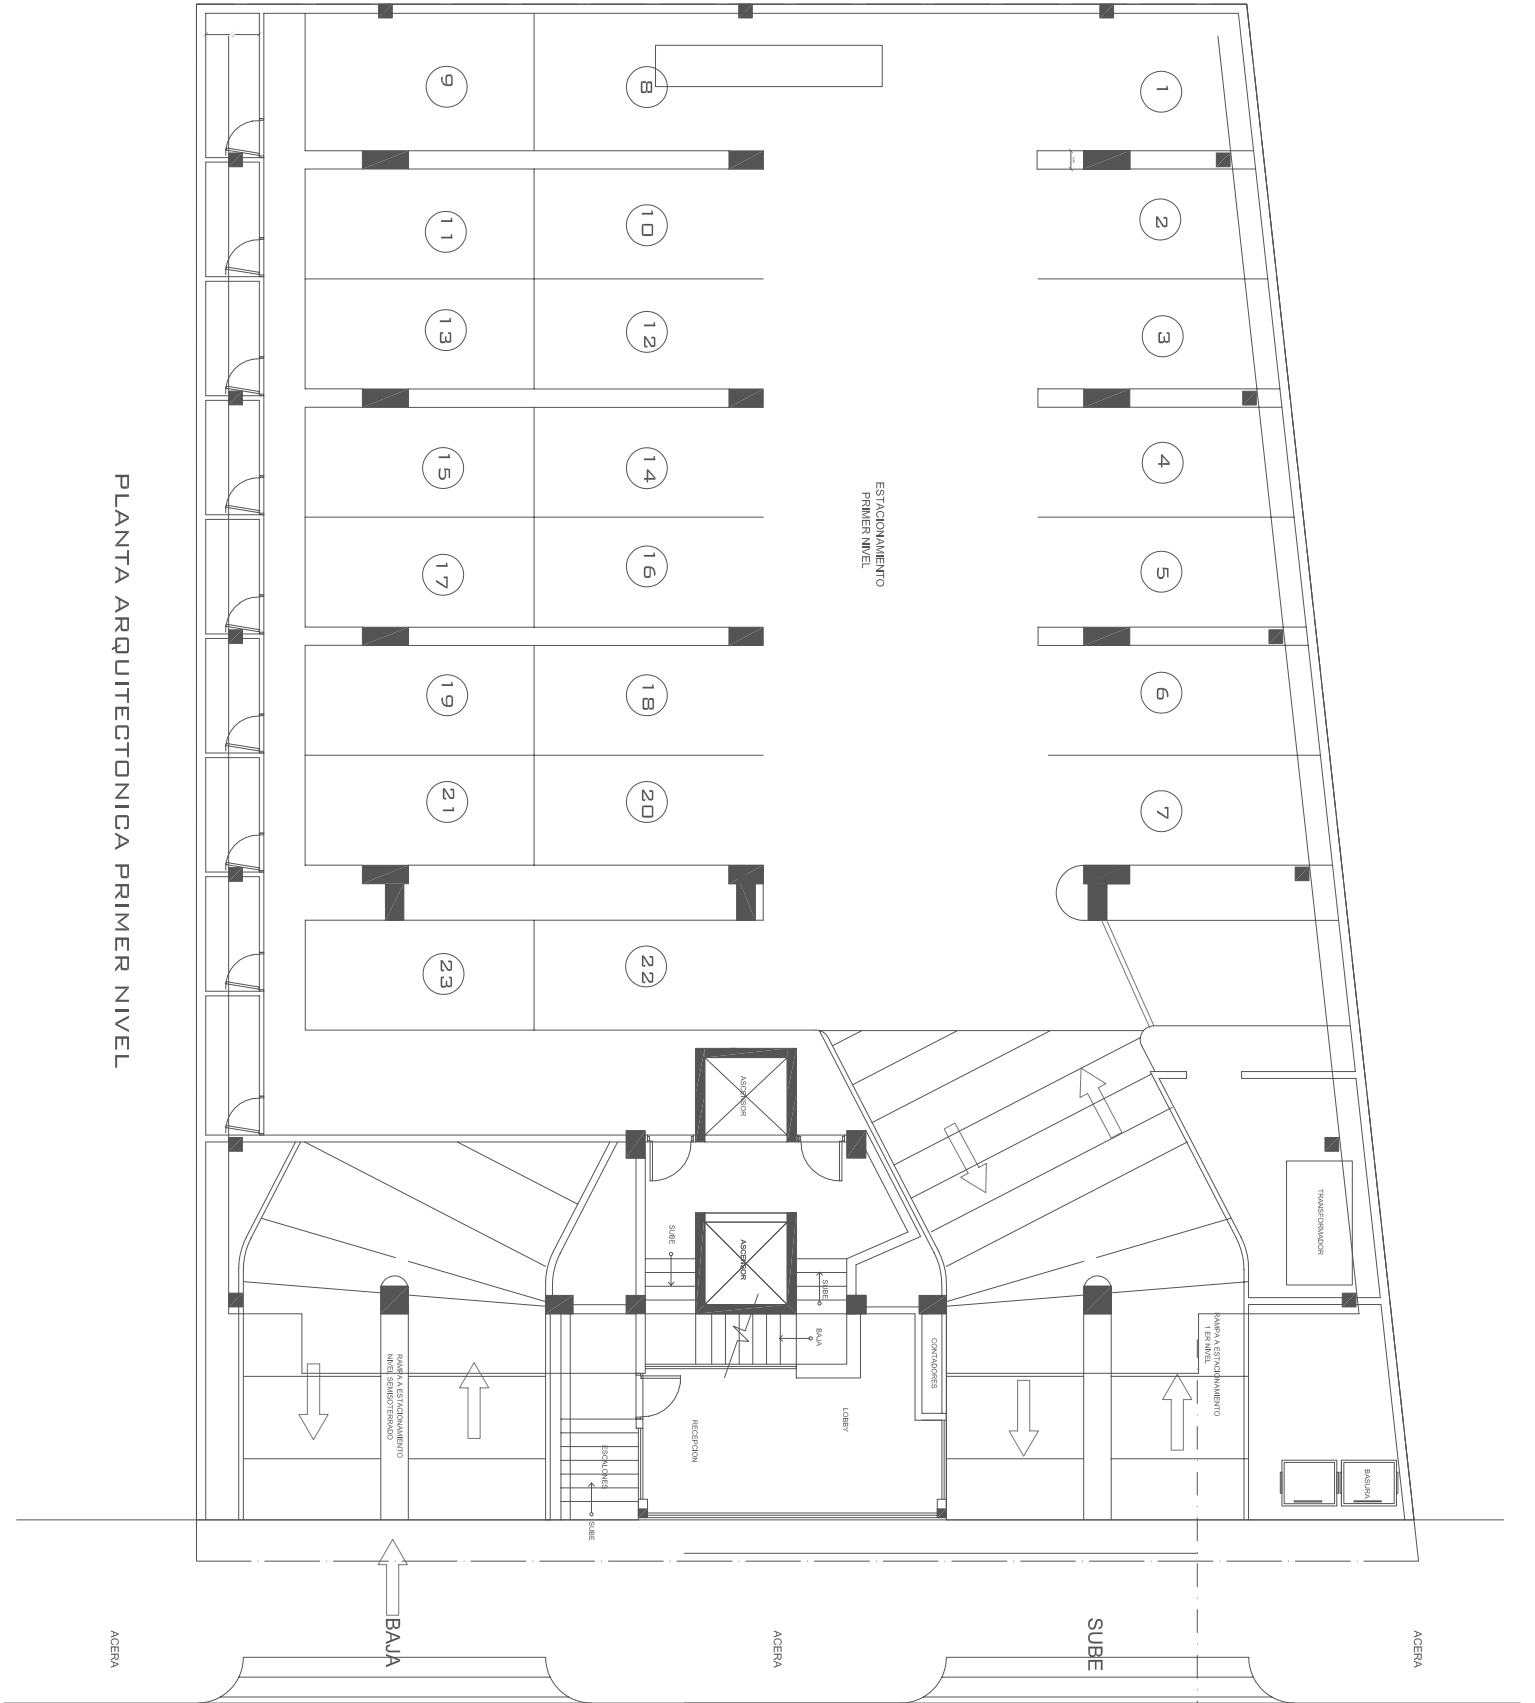 9
8
1
11
10
2
13
12
3
15
14
4
17
16
5
19
18
6
21
20
7
23
22
ESTACIONAMIENTO
PRIMER NIVEL
PLANTA ARQUITECTONICA PRIMER NIVEL
ASCENSOR
ASCENSOR
SUBE
SUBE
BAJA
TRANSFORMADOR
CONTADORES
RAMPA A ESTACIONAMIENTO
1 ER NIVEL
RAMPA A ESTACIONAMIENTO
NIVEL SEMISOTERRADO
LOBBY
RECEPCION
ESCALONES
SUBE
BASURA
BAJA
SUBE
ACERA
ACERA
ACERA